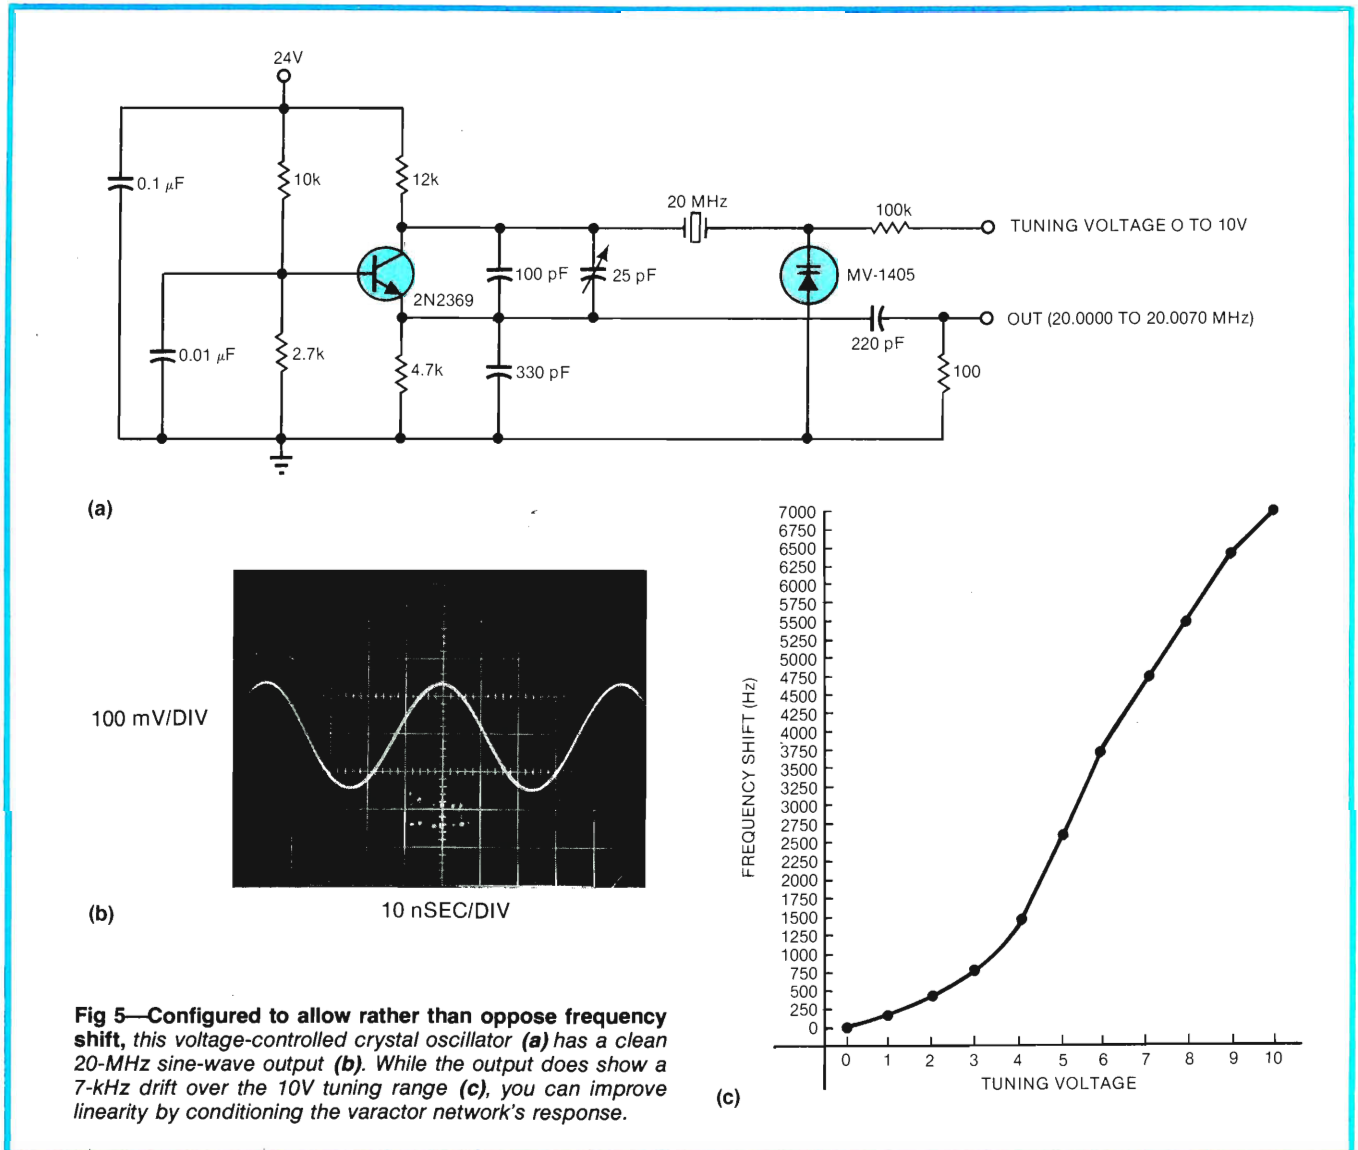 24V
0.1 μF
10k
12k
20 MHz
100k
TUNING VOLTAGE O TO 10V
100 pF
25 pF
MV-1405
2N2369
0.01 μF
2.7k
4.7k
330 pF
220 pF
OUT (20.0000 TO 20.0070 MHz)
100
(a)
100 mV/DIV
10 nSEC/DIV
(b)
7000
6750
6500
6250
6000
5750
5500
5250
5000
4750
4500
4250
4000
3750
3500
3250
3000
2750
2500
2250
2000
1750
1500
1250
1000
750
500
250
0
FREQUENCY SHIFT (Hz)
0 1 2 3 4 5 6 7 8 9 10
TUNING VOLTAGE
(c)
Fig 5—Configured to allow rather than oppose frequency
shift, this voltage-controlled crystal oscillator (a) has a clean
20-MHz sine-wave output (b). While the output does show a
7-kHz drift over the 10V tuning range (c), you can improve
linearity by conditioning the varactor network's response.